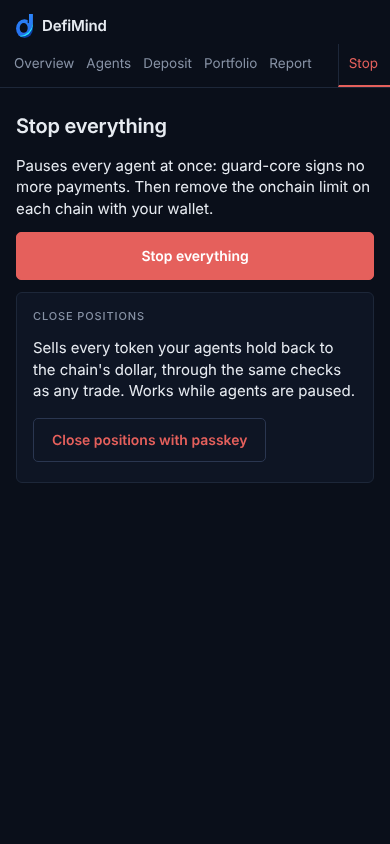 DefiMind
Overview Agents Deposit Portfolio Report Stop
Stop everything
Pauses every agent at once: guard-core signs no
more payments. Then remove the onchain limit on
each chain with your wallet.
Stop everything
CLOSE POSITIONS
Sells every token your agents hold back to
the chain's dollar, through the same checks
as any trade. Works while agents are paused.
Close positions with passkey